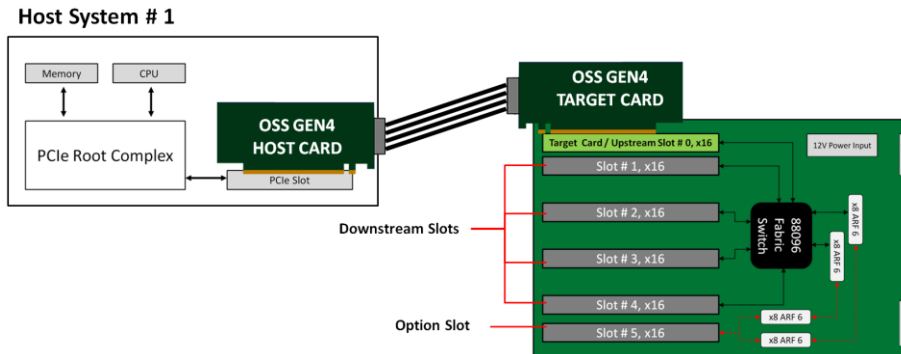 Host System # 1
Memory
CPU
PCIe Root Complex
OSS GEN4
HOST CARD
PCIe Slot
OSS GEN4
TARGET CARD
Target Card / Upstream Slot # 0, x16
12V Power Input
Slot # 1, x16
Slot # 2, x16
Slot # 3, x16
Slot # 4, x16
Slot # 5, x16
Downstream Slots
Option Slot
88096
Fabric
Switch
x8 ARF 6
x8 ARF 6
x8 ARF 6
x8 ARF 6